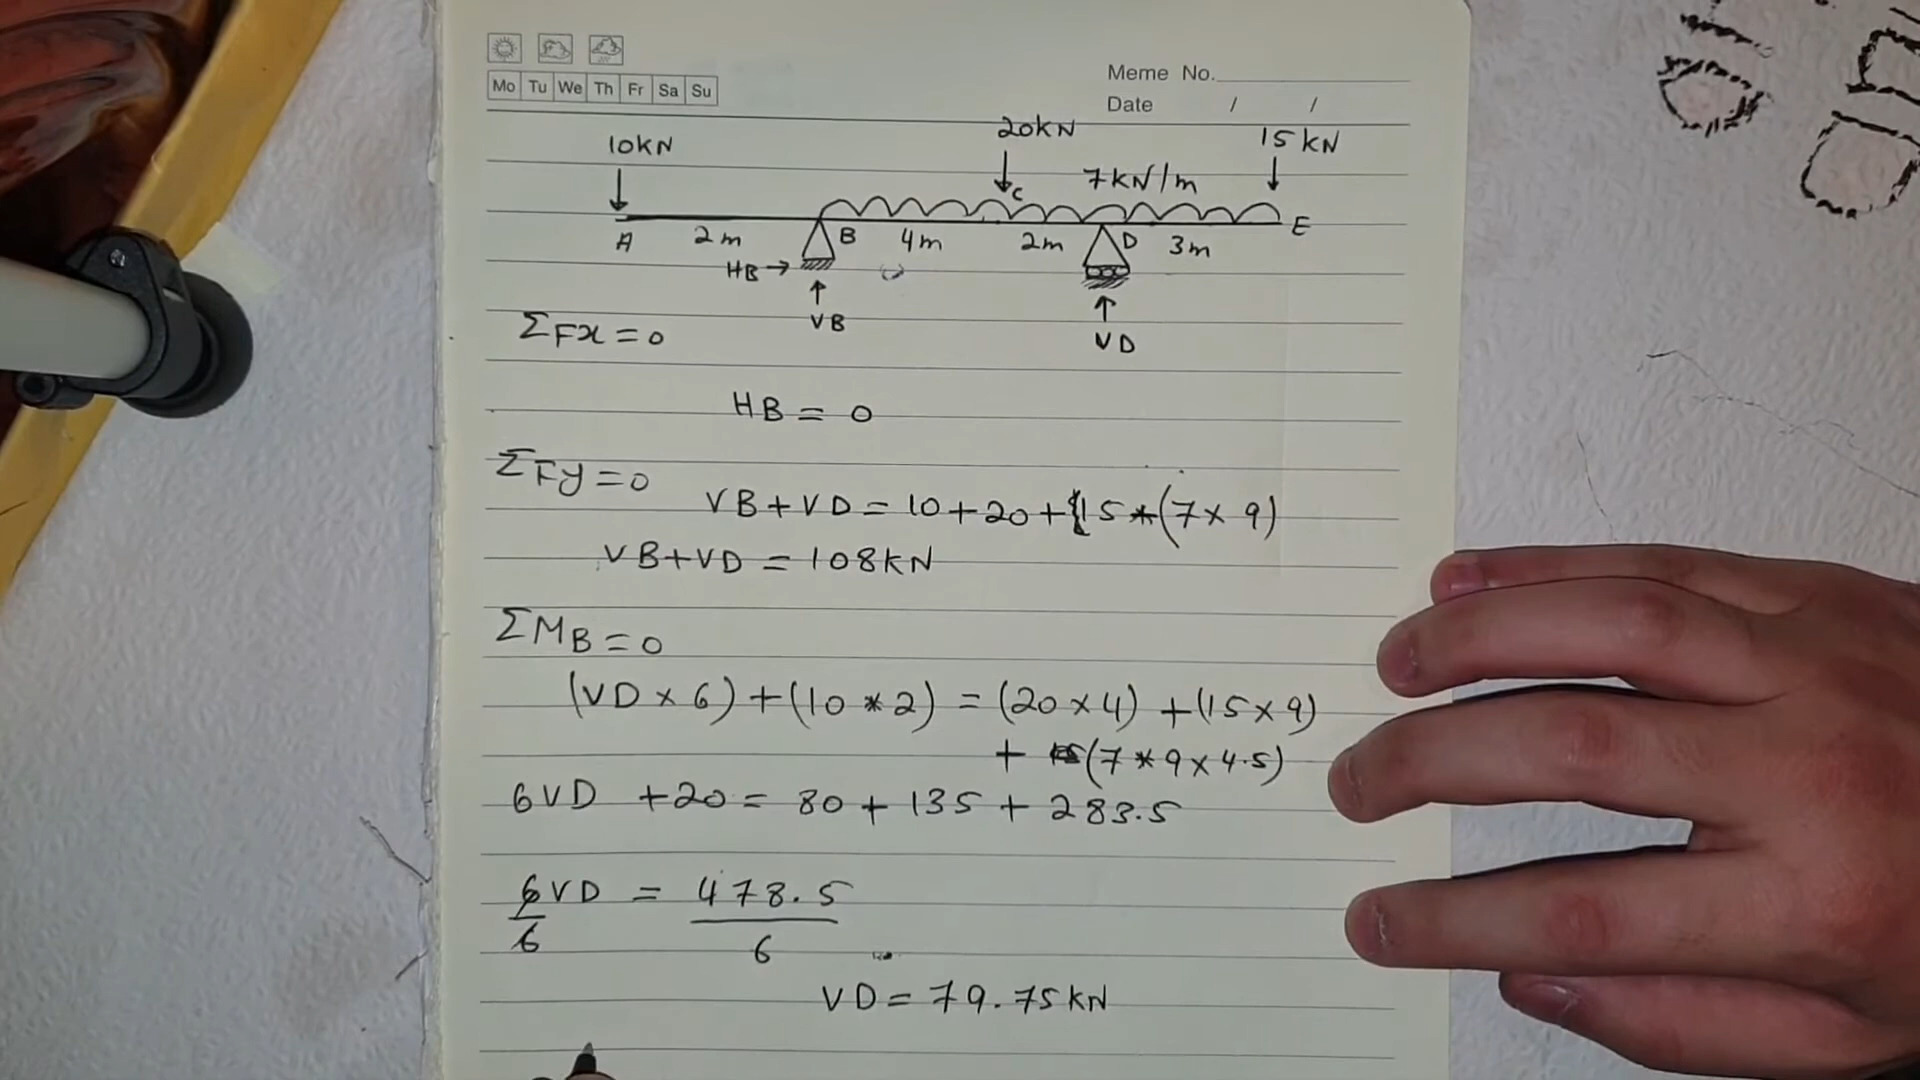 Mo Tu We Th Fr Sa Su
Meme No.
Date / /
10kN
20kN
15 kN
7kN/m
A 2m B 4m C 2m D 3m E
HB →
VB
VD
ΣFx = 0
HB = 0
ΣFy = 0
VB + VD = 10 + 20 + 15 + (7 × 9)
VB + VD = 108kN
ΣMB = 0
(VD × 6) + (10 * 2) = (20 × 4) + (15 × 9)
+ (7 * 9 × 4.5)
6VD + 20 = 80 + 135 + 283.5
6VD = 478.5
6 6
VD = 79.75kN